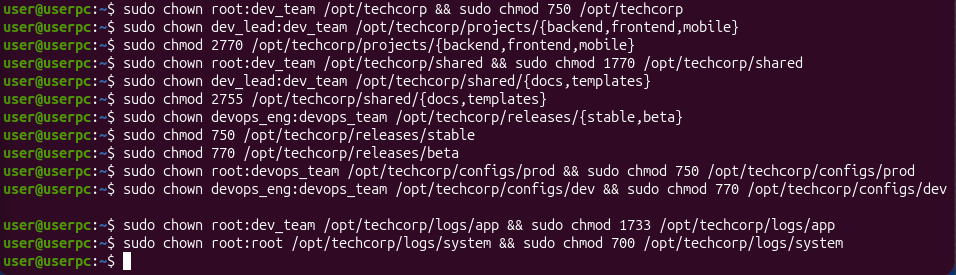 user@userpc:~$ sudo chown root:dev_team /opt/techcorp && sudo chmod 750 /opt/techcorp
user@userpc:~$ sudo chown dev_lead:dev_team /opt/techcorp/projects/{backend,frontend,mobile}
user@userpc:~$ sudo chmod 2770 /opt/techcorp/projects/{backend,frontend,mobile}
user@userpc:~$ sudo chown root:dev_team /opt/techcorp/shared && sudo chmod 1770 /opt/techcorp/shared
user@userpc:~$ sudo chown dev_lead:dev_team /opt/techcorp/shared/{docs,templates}
user@userpc:~$ sudo chmod 2755 /opt/techcorp/shared/{docs,templates}
user@userpc:~$ sudo chown devops_eng:devops_team /opt/techcorp/releases/{stable,beta}
user@userpc:~$ sudo chmod 750 /opt/techcorp/releases/stable
user@userpc:~$ sudo chmod 770 /opt/techcorp/releases/beta
user@userpc:~$ sudo chown root:devops_team /opt/techcorp/configs/prod && sudo chmod 750 /opt/techcorp/configs/prod
user@userpc:~$ sudo chown devops_eng:devops_team /opt/techcorp/configs/dev && sudo chmod 770 /opt/techcorp/configs/dev
user@userpc:~$ sudo chown root:dev_team /opt/techcorp/logs/app && sudo chmod 1733 /opt/techcorp/logs/app
user@userpc:~$ sudo chown root:root /opt/techcorp/logs/system && sudo chmod 700 /opt/techcorp/logs/system
user@userpc:~$